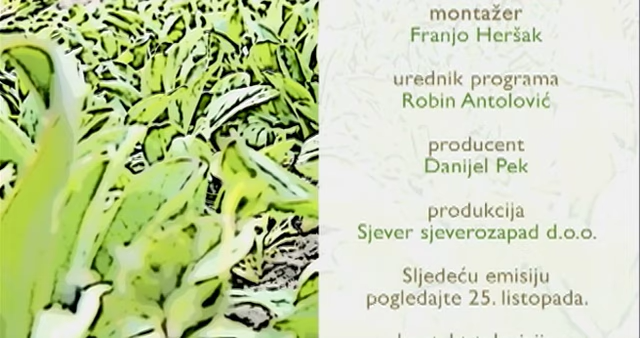 montažer
Franjo Heršak
urednik programa
Robin Antolović
producent
Danijel Pek
produkcija
Sjever sjeverozapad d.o.o.
Sljedeću emisiju
pogledajte 25. listopada.